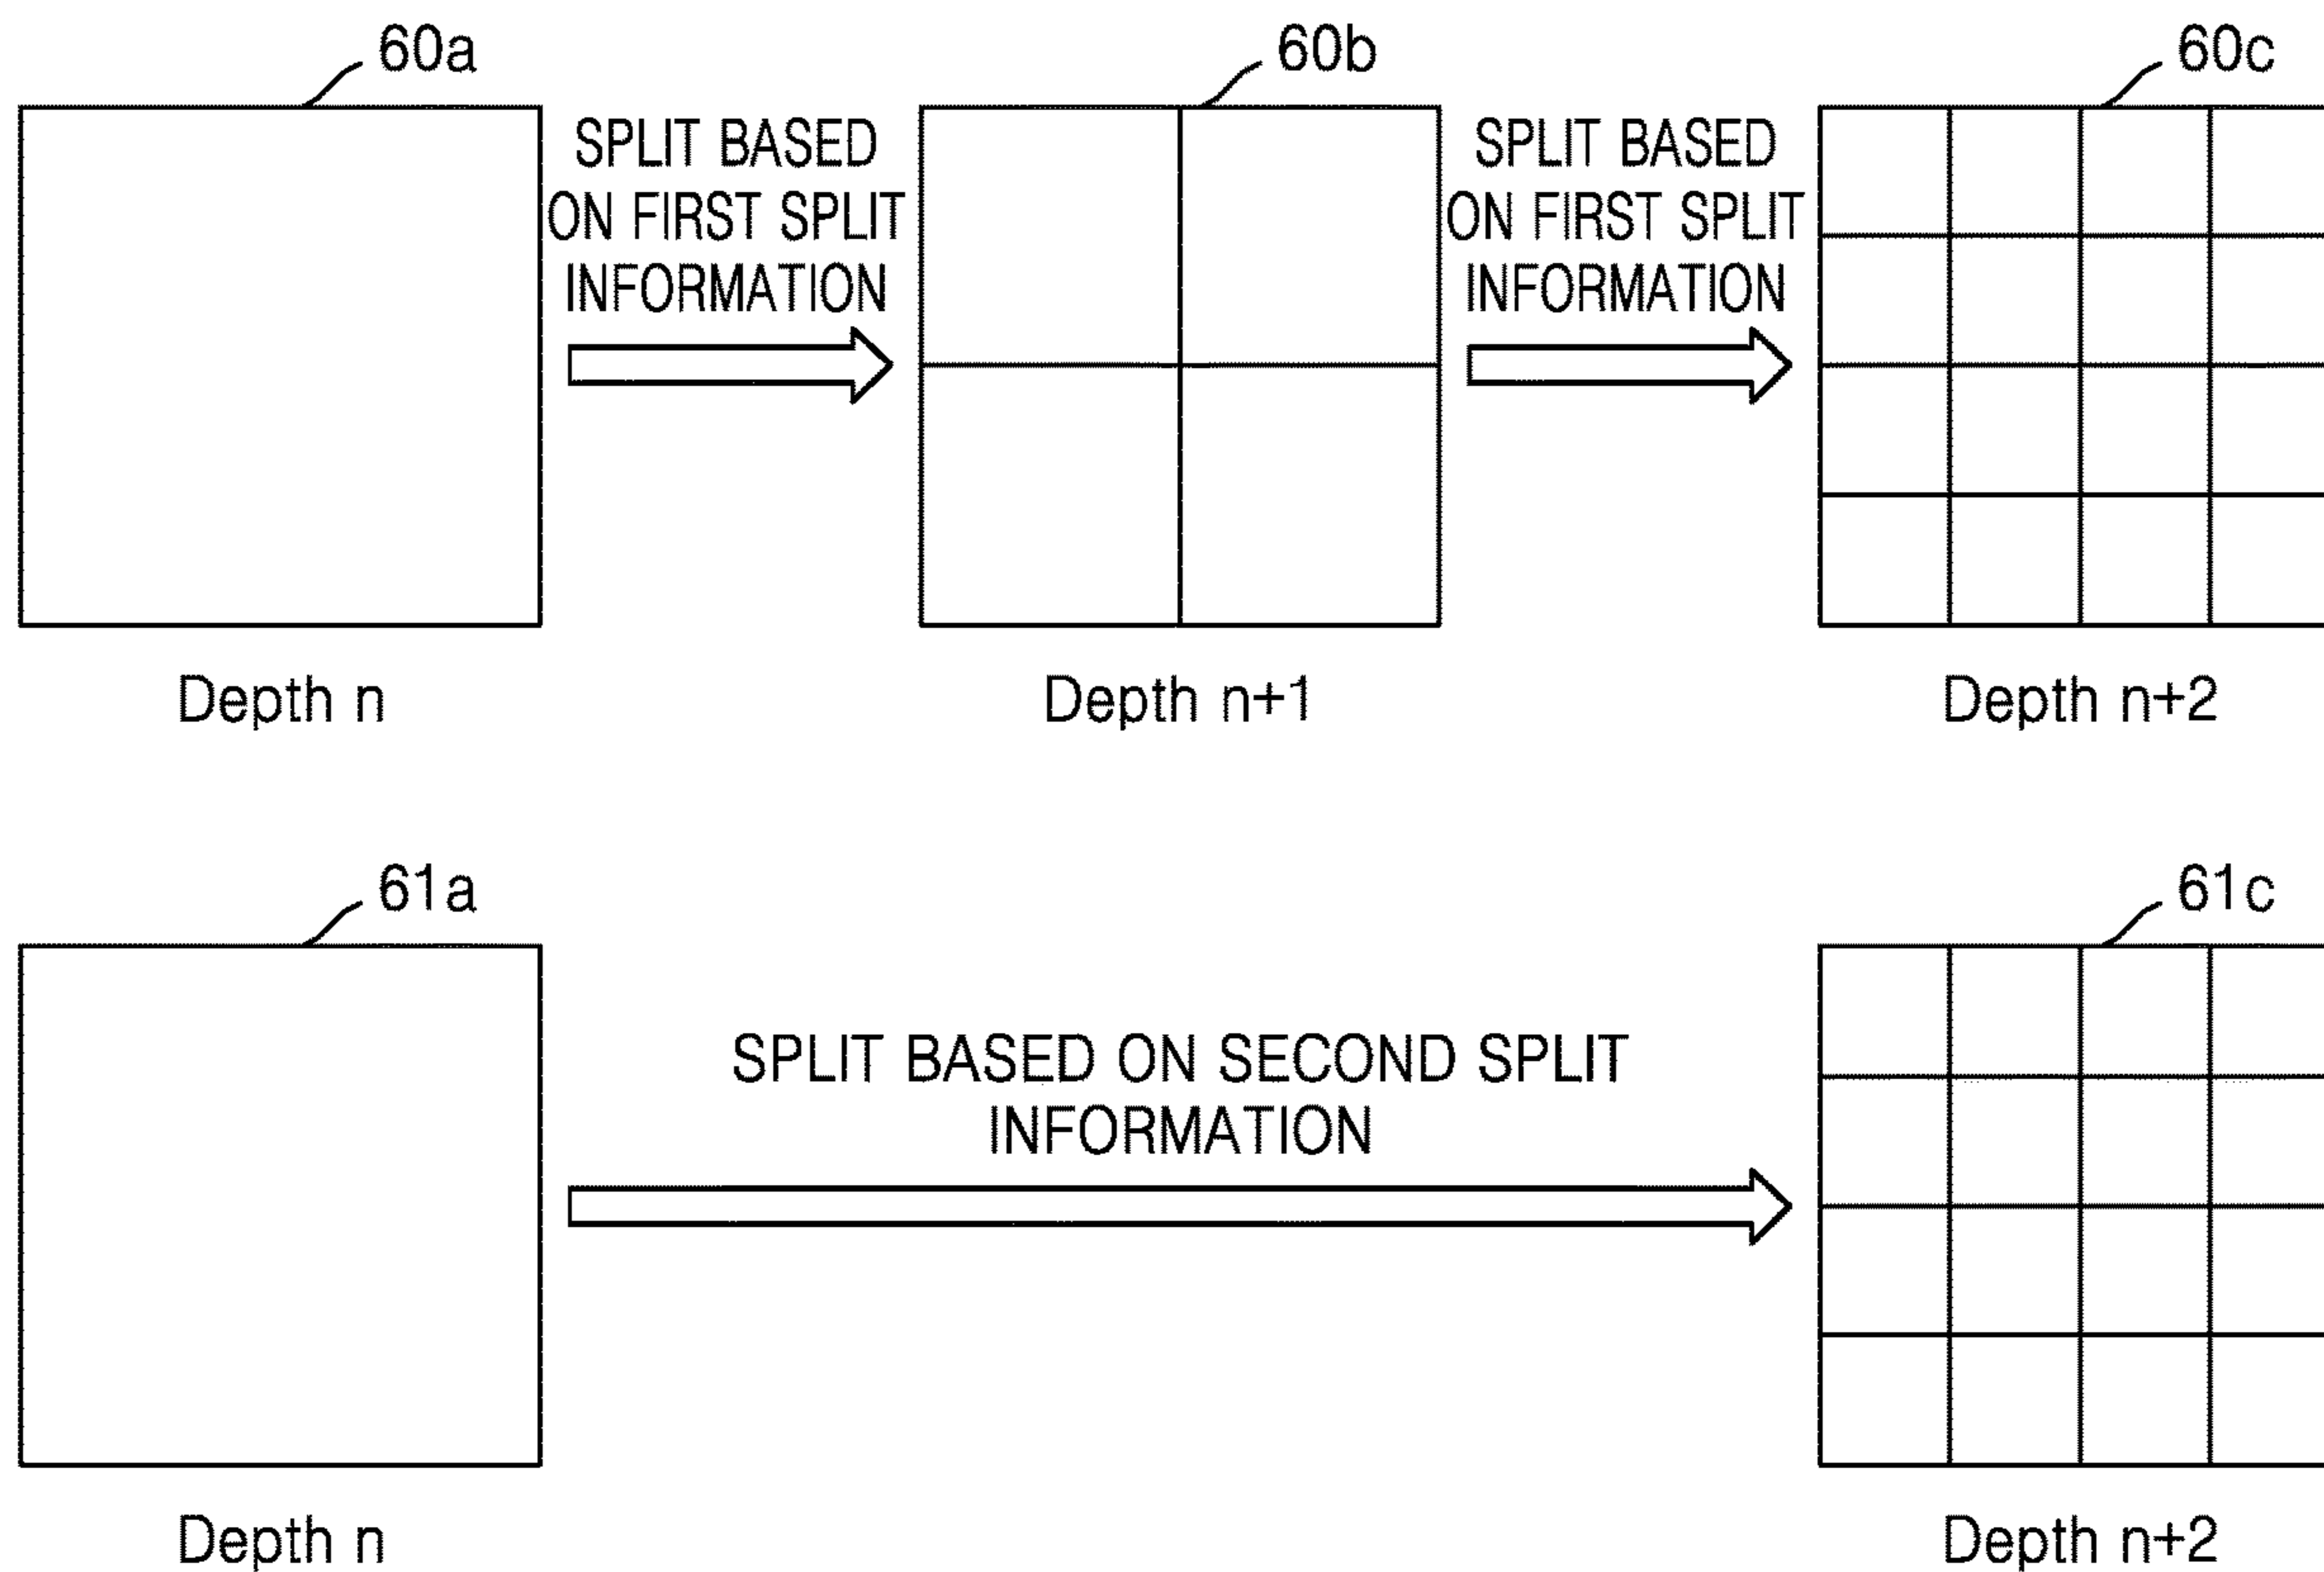 60a
60b
60c
SPLIT BASED
ON FIRST SPLIT
INFORMATION
SPLIT BASED
ON FIRST SPLIT
INFORMATION
Depth n
Depth n+1
Depth n+2
61a
61c
SPLIT BASED ON SECOND SPLIT
INFORMATION
Depth n
Depth n+2